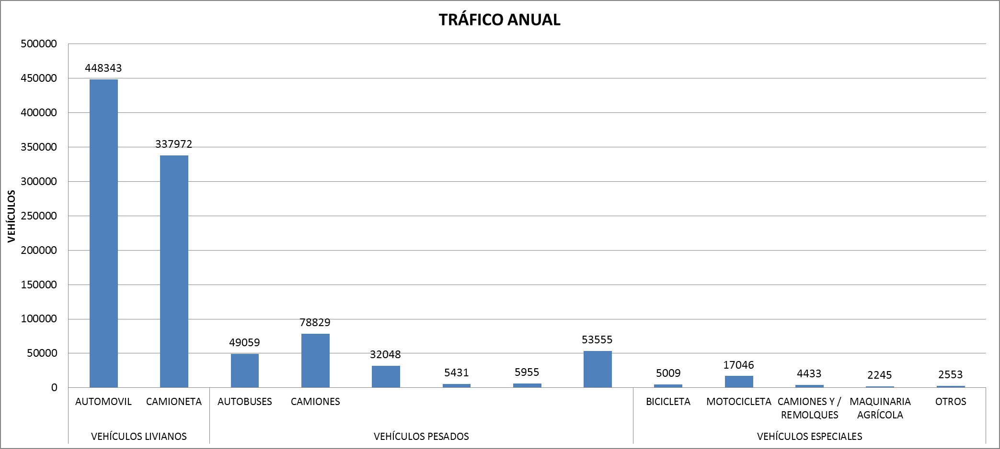 TRÁFICO ANUAL
VEHÍCULOS
500000
450000
400000
350000
300000
250000
200000
150000
100000
50000
0
448343
337972
49059
78829
32048
5431
5955
53555
5009
17046
4433
2245
2553
AUTOMOVIL
CAMIONETA
AUTOBUSES
CAMIONES
BICICLETA
MOTOCICLETA
CAMIONES Y /
REMOLQUES
MAQUINARIA
AGRÍCOLA
OTROS
VEHÍCULOS LIVIANOS
VEHÍCULOS PESADOS
VEHÍCULOS ESPECIALES